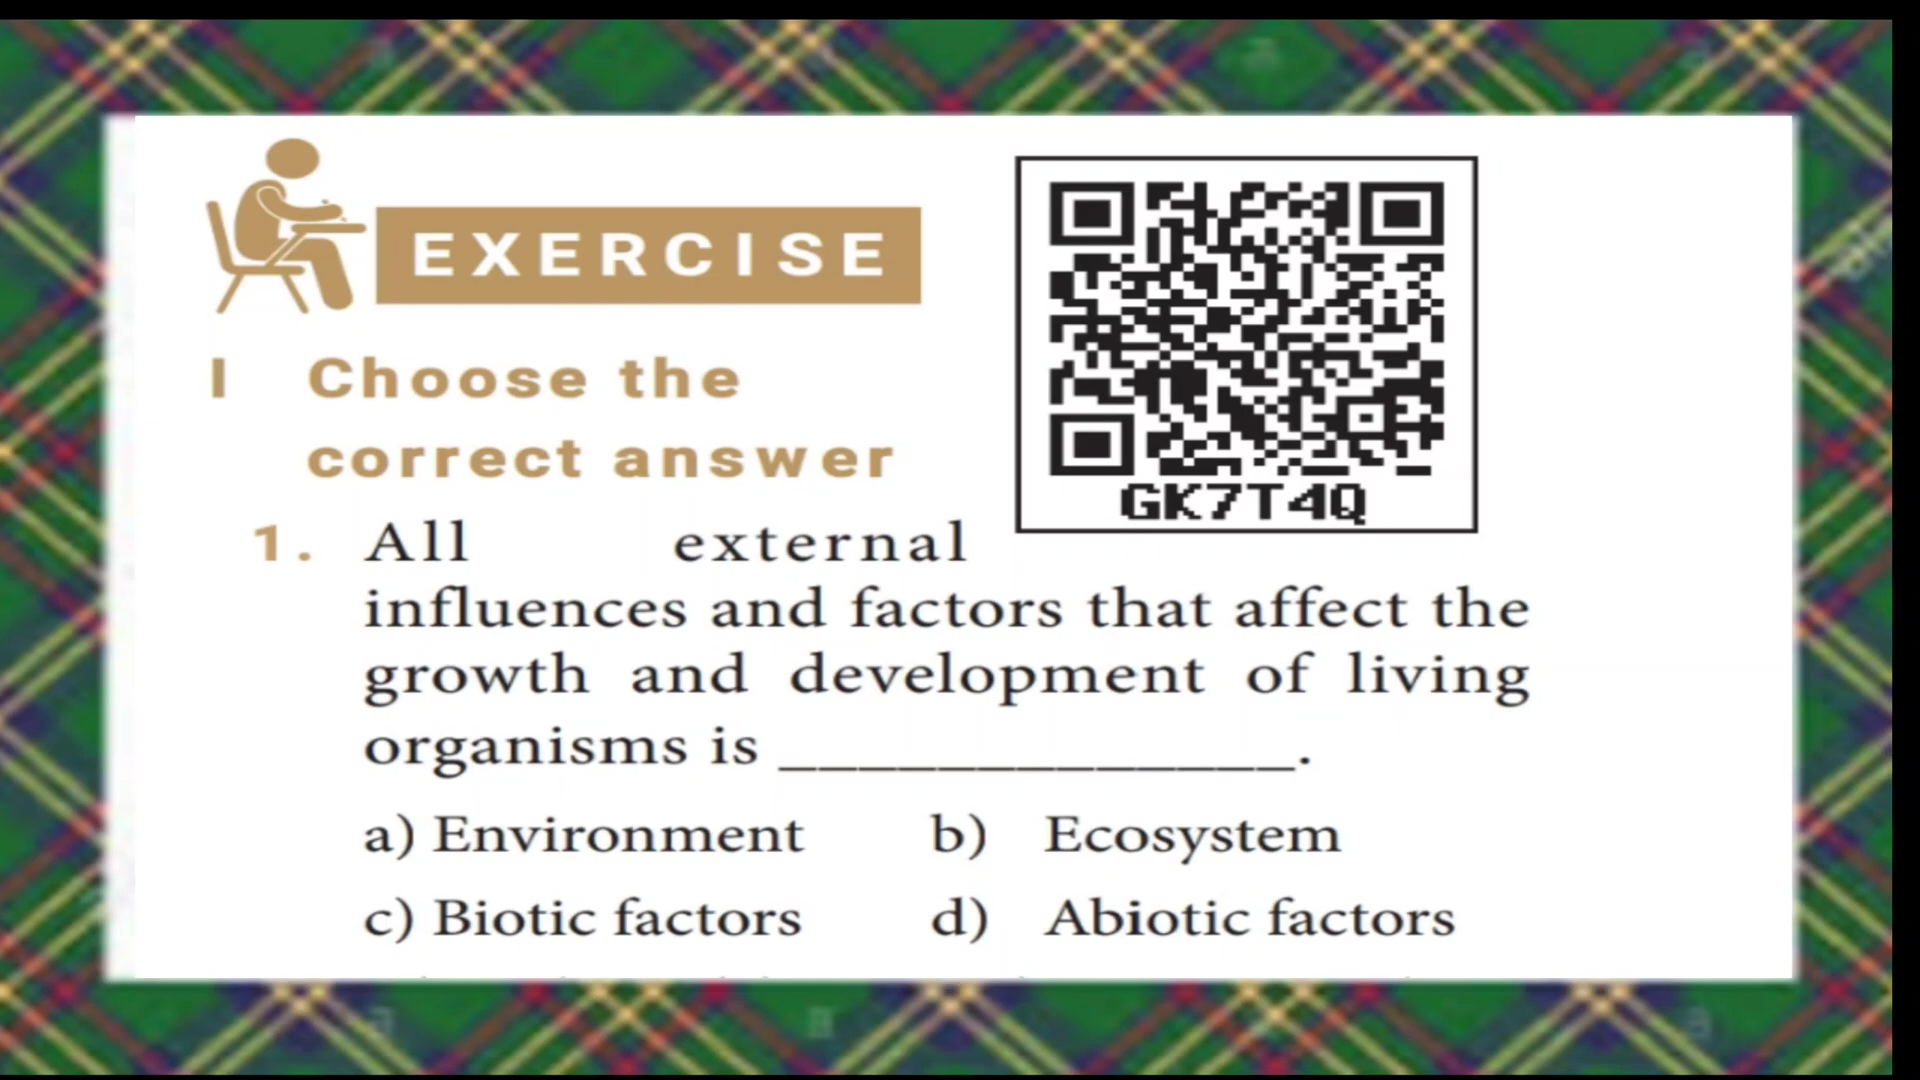 EXERCISE
I Choose the
correct answer
GK7T4Q
1. All external
influences and factors that affect the
growth and development of living
organisms is _____________.
a) Environment b) Ecosystem
c) Biotic factors d) Abiotic factors